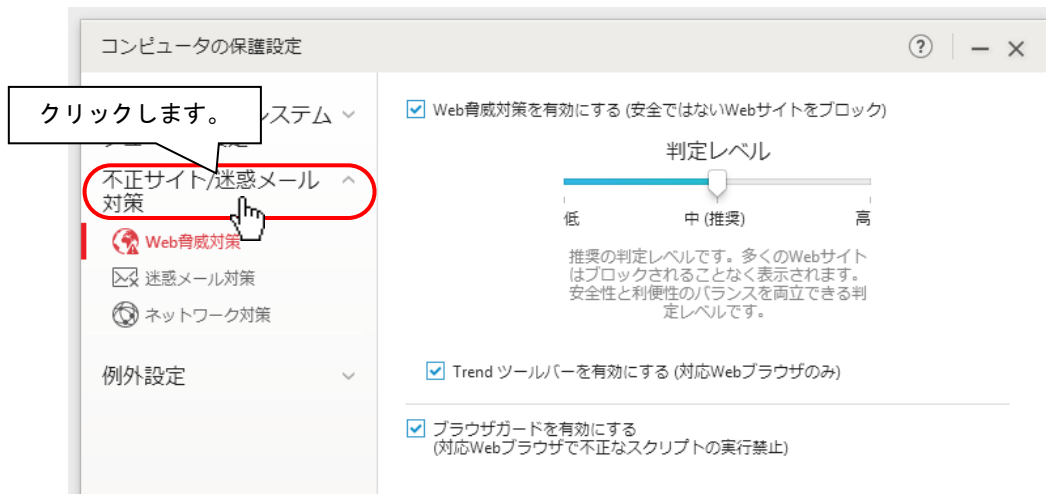 コンピュータの保護設定
?
クリックします。
システム
不正サイト/迷惑メール
対策
Web脅威対策
迷惑メール対策
ネットワーク対策
例外設定
Web脅威対策を有効にする (安全ではないWebサイトをブロック)
判定レベル
低 中 (推奨) 高
推奨の判定レベルです。多くのWebサイト
はブロックされることなく表示されます。
安全性と利便性のバランスを両立できる判
定レベルです。
Trend ツールバーを有効にする (対応Webブラウザのみ)
ブラウザガードを有効にする
(対応Webブラウザで不正なスクリプトの実行禁止)